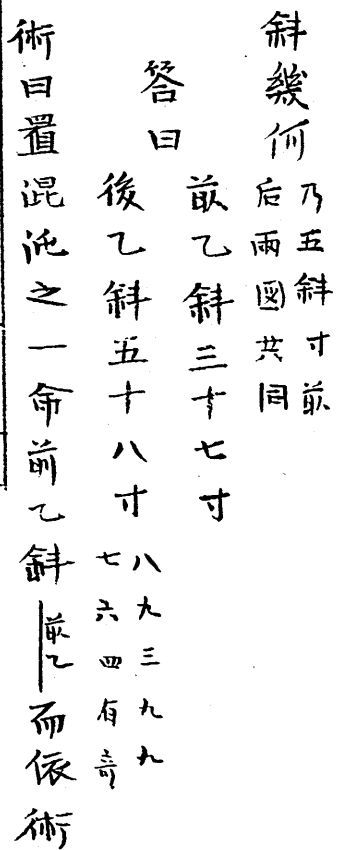 斜幾何
乃五斜寸前
后兩図共同
答曰
前乙斜三十七寸
後乙斜五十八寸
八九三九九
七六四有奇
術曰置混沌之一命前乙斜
前乙
而依術